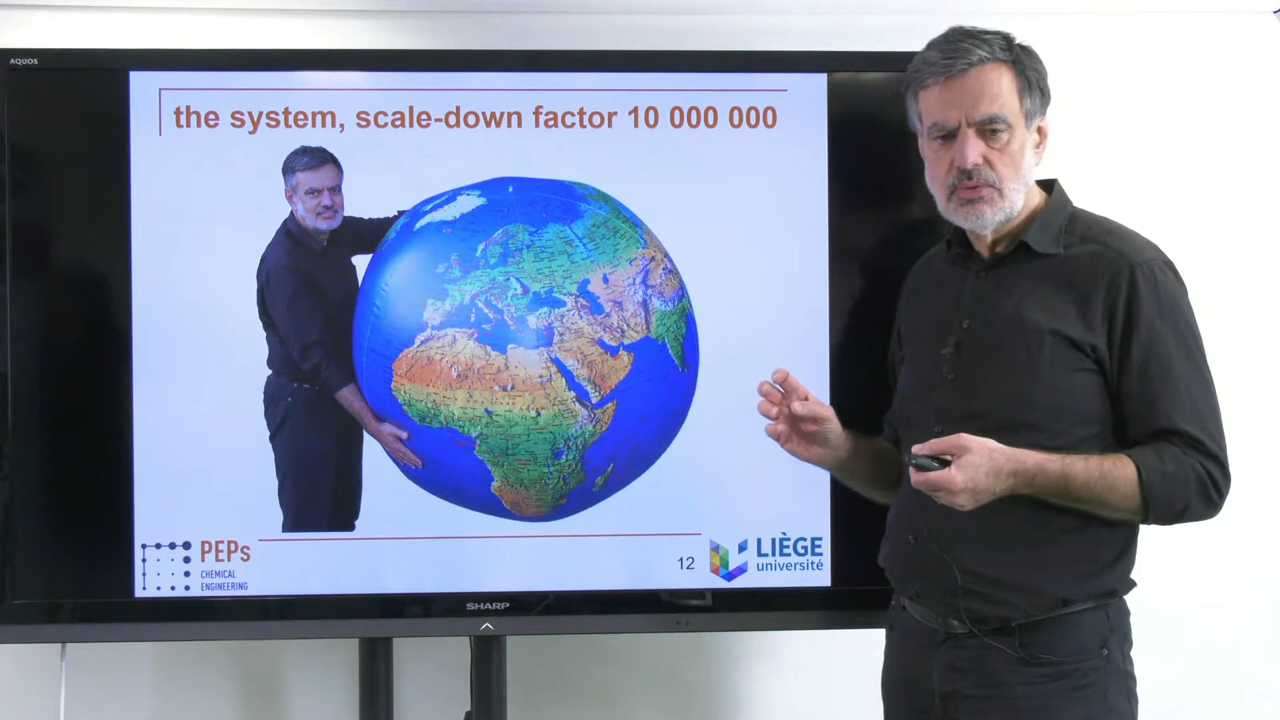 AQUOS
the system, scale-down factor 10 000 000
PEPs
CHEMICAL
ENGINEERING
12
LIÈGE
université
SHARP